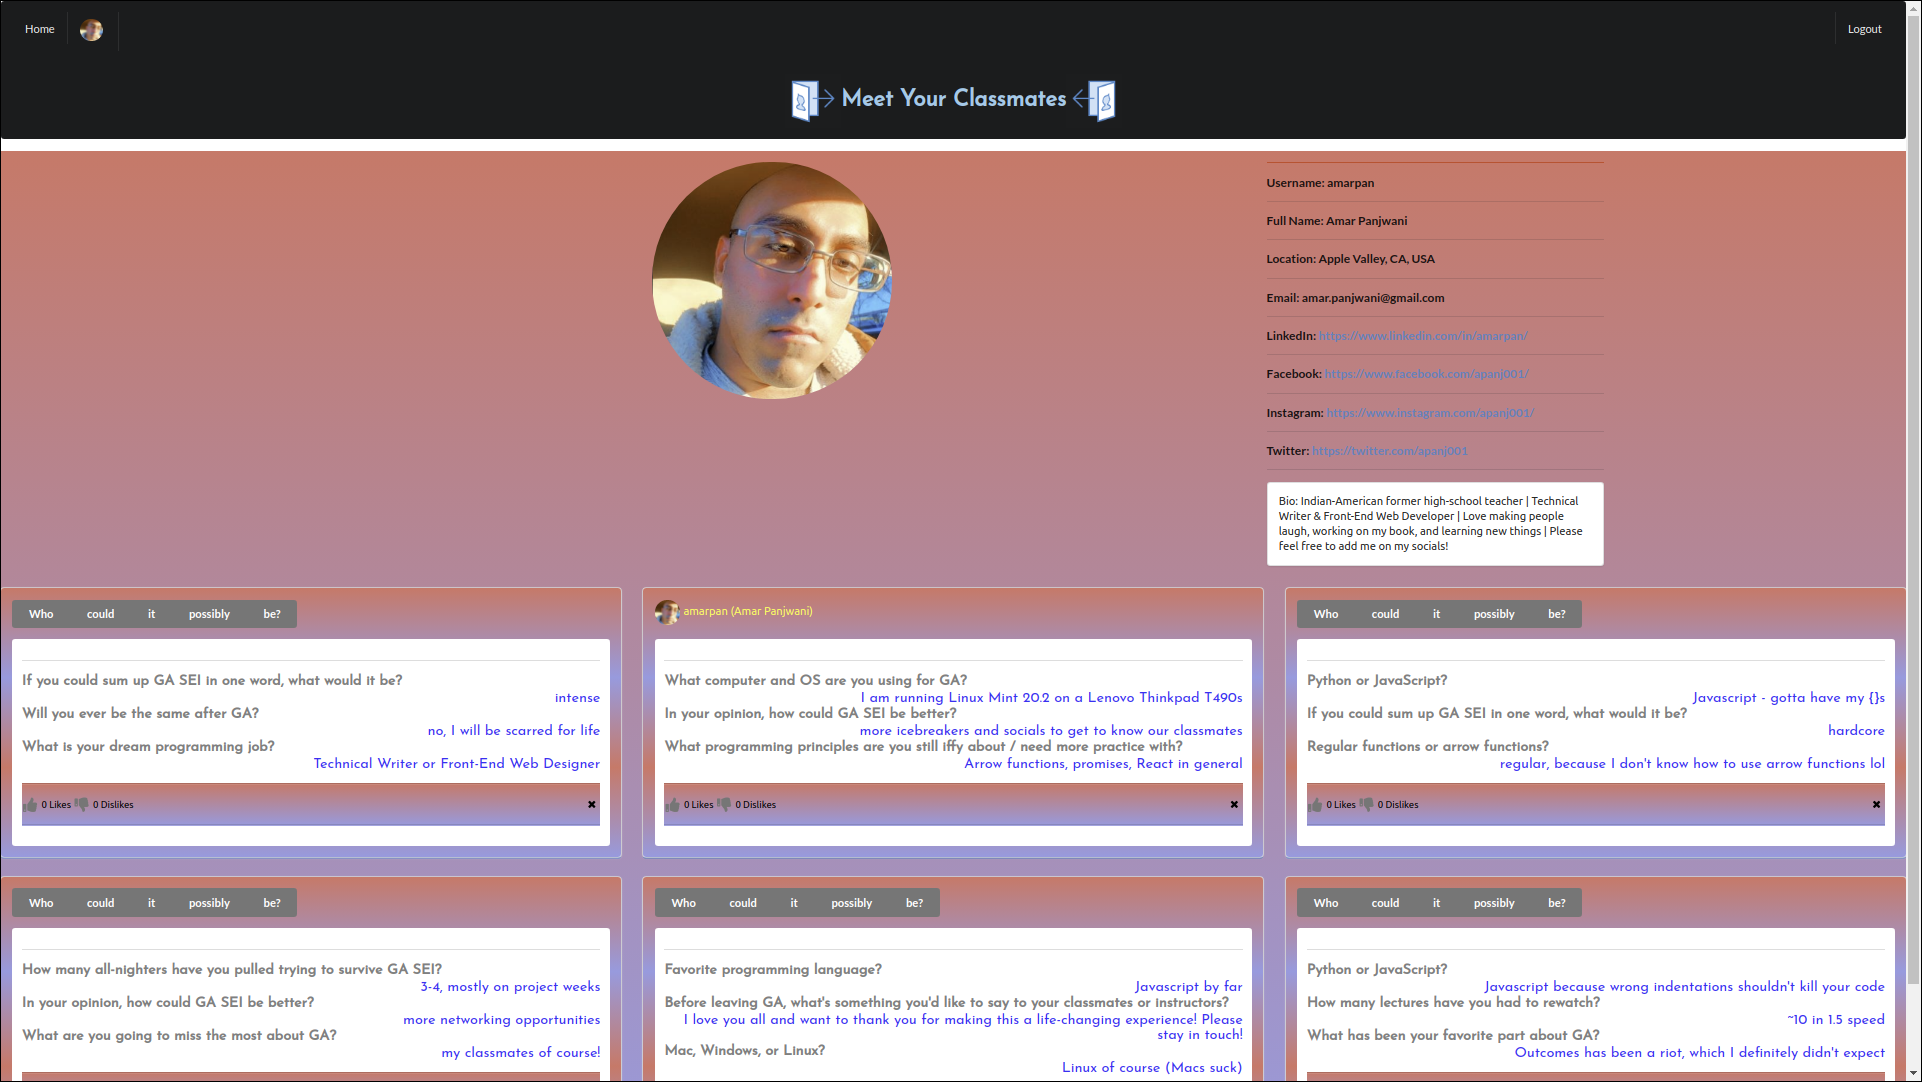 Home
Logout
Meet Your Classmates
Username: amarpan
Full Name: Amar Panjwani
Location: Apple Valley, CA, USA
Email: amar.panjwani@gmail.com
LinkedIn: https://www.linkedin.com/in/amarpan/
Facebook: https://www.facebook.com/apanj001/
Instagram: https://www.instagram.com/apanj001/
Twitter: https://twitter.com/apanj001
Bio: Indian-American former high-school teacher | Technical
Writer & Front-End Web Developer | Love making people
laugh, working on my book, and learning new things | Please
feel free to add me on my socials!
Who could it possibly be?
If you could sum up GA SEI in one word, what would it be?
intense
Will you ever be the same after GA?
no, I will be scarred for life
What is your dream programming job?
Technical Writer or Front-End Web Designer
0 Likes 0 Dislikes
amarpan (Amar Panjwani)
What computer and OS are you using for GA?
I am running Linux Mint 20.2 on a Lenovo Thinkpad T490s
In your opinion, how could GA SEI be better?
more icebreakers and socials to get to know our classmates
What programming principles are you still iffy about / need more practice with?
Arrow functions, promises, React in general
0 Likes 0 Dislikes
Who could it possibly be?
Python or JavaScript?
Javascript - gotta have my {}s
If you could sum up GA SEI in one word, what would it be?
hardcore
Regular functions or arrow functions?
regular, because I don't know how to use arrow functions lol
0 Likes 0 Dislikes
Who could it possibly be?
How many all-nighters have you pulled trying to survive GA SEI?
3-4, mostly on project weeks
In your opinion, how could GA SEI be better?
more networking opportunities
What are you going to miss the most about GA?
my classmates of course!
Who could it possibly be?
Favorite programming language?
Javascript by far
Before leaving GA, what's something you'd like to say to your classmates or instructors?
I love you all and want to thank you for making this a life-changing experience! Please
stay in touch!
Mac, Windows, or Linux?
Linux of course (Macs suck)
Who could it possibly be?
Python or JavaScript?
Javascript because wrong indentations shouldn't kill your code
How many lectures have you had to rewatch?
~10 in 1.5 speed
What has been your favorite part about GA?
Outcomes has been a riot, which I definitely didn't expect